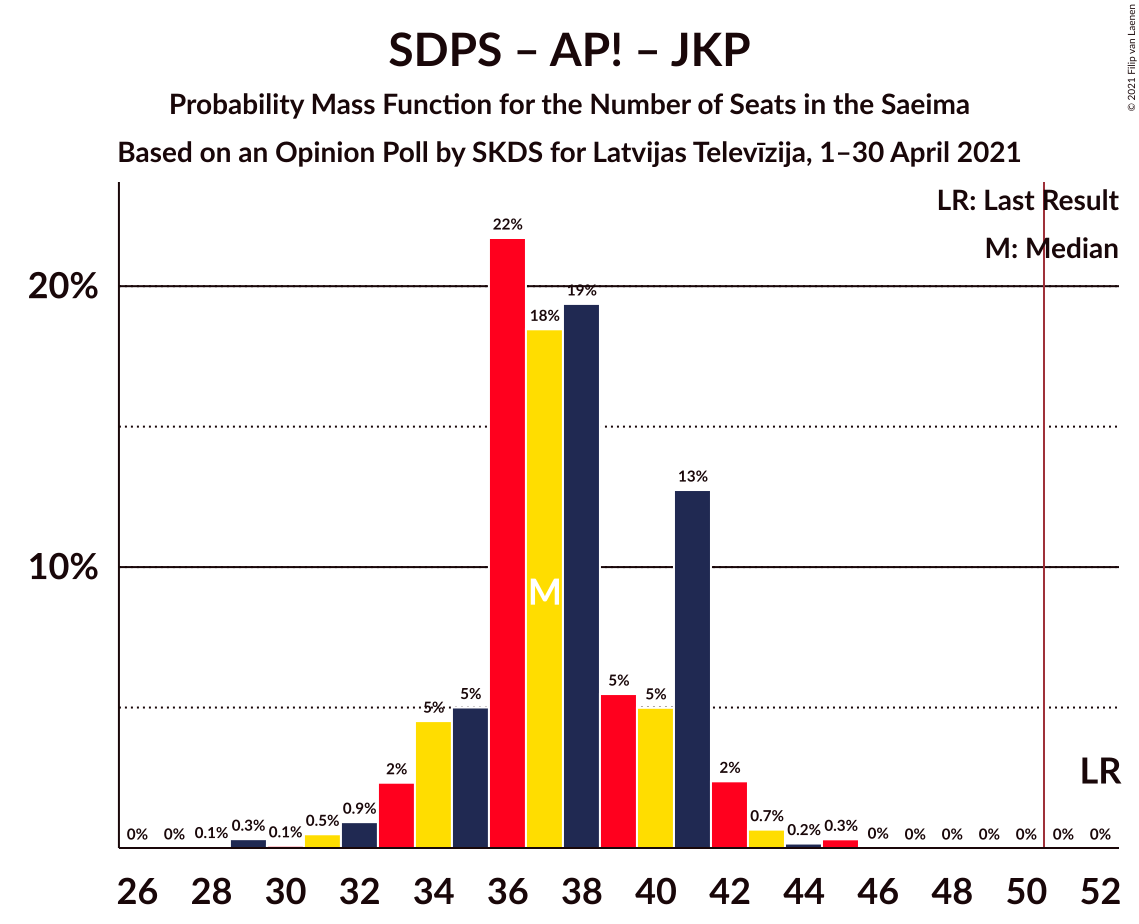 SDPS – AP! – JKP
Probability Mass Function for the Number of Seats in the Saeima
Based on an Opinion Poll by SKDS for Latvijas Televīzija, 1–30 April 2021
© 2021 Filip van Laenen
LR: Last Result
M: Median
20%
10%
0% 0% 0.1% 0.3% 0.1% 0.5% 0.9% 2% 5% 5% 22% 18% 19% 5% 5% 13% 2% 0.7% 0.2% 0.3% 0% 0% 0% 0% 0% 0% 0%
M
LR
26 28 30 32 34 36 38 40 42 44 46 48 50 52